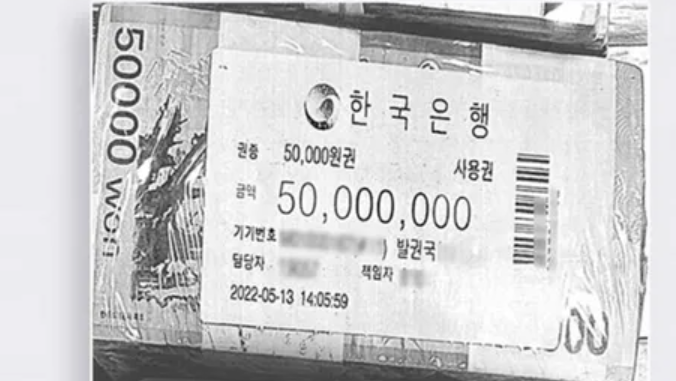 50000 won
한국은행
권종 50,000원권 사용권
금액 50,000,000
기기번호 ) 발권국
담당자 책임자
2022-05-13 14:05:59
00